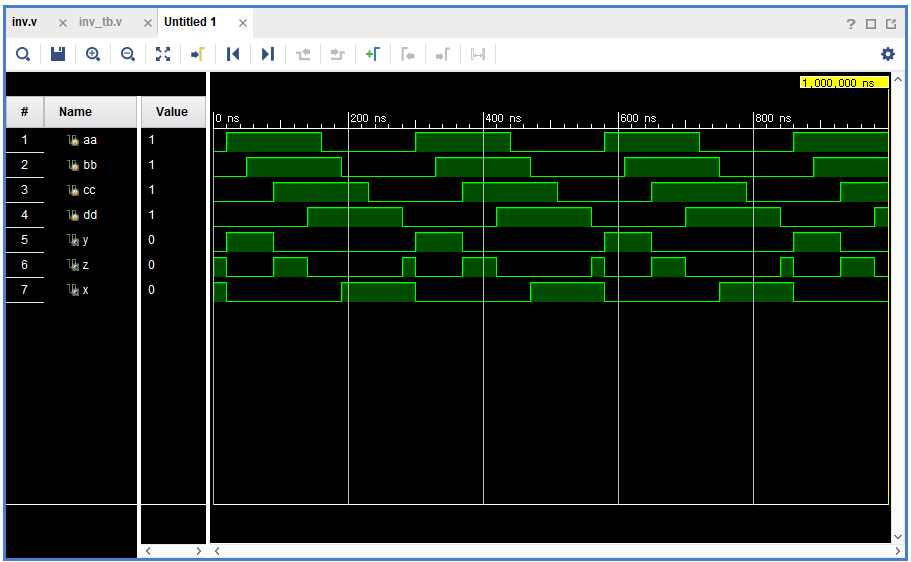 inv.v × inv_tb.v × Untitled 1 ×
?
1,000,000 ns
# Name Value
0 ns 200 ns 400 ns 600 ns 800 ns
1 aa 1
2 bb 1
3 cc 1
4 dd 1
5 y 0
6 z 0
7 x 0